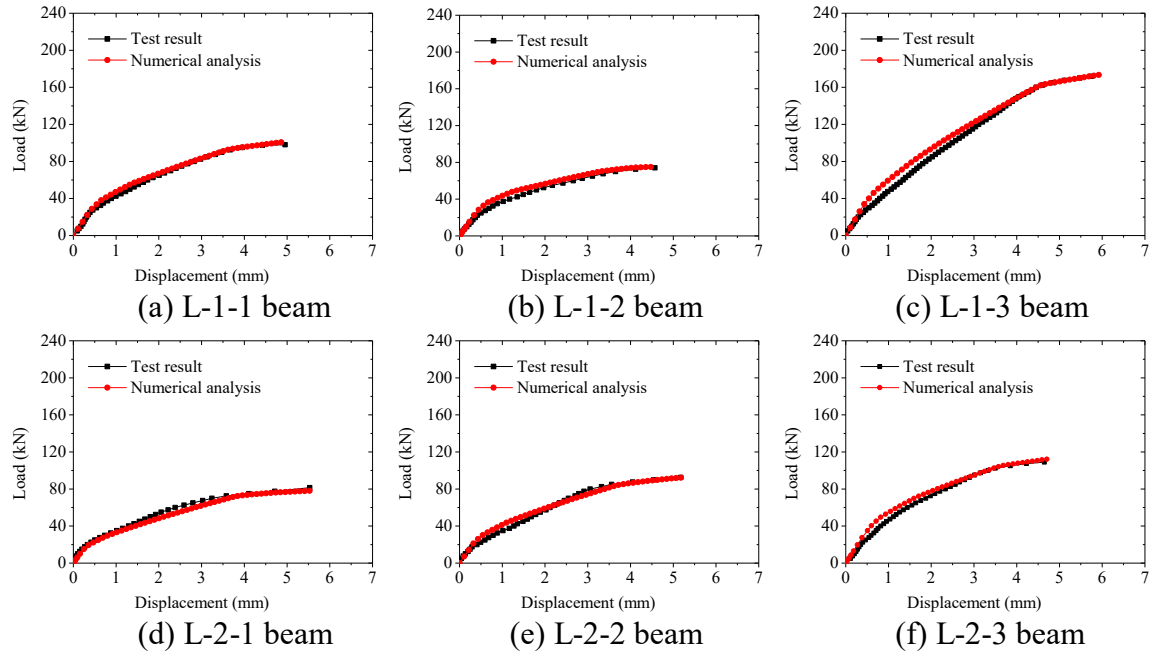 240
200
160
120
80
40
0
Load (kN)
Test result
Numerical analysis
0 1 2 3 4 5 6 7
Displacement (mm)
(a) L-1-1 beam
240
200
160
120
80
40
0
Load (kN)
Test result
Numerical analysis
0 1 2 3 4 5 6 7
Displacement (mm)
(b) L-1-2 beam
240
200
160
120
80
40
0
Load (kN)
Test result
Numerical analysis
0 1 2 3 4 5 6 7
Displacement (mm)
(c) L-1-3 beam
240
200
160
120
80
40
0
Load (kN)
Test result
Numerical analysis
0 1 2 3 4 5 6 7
Displacement (mm)
(d) L-2-1 beam
240
200
160
120
80
40
0
Load (kN)
Test result
Numerical analysis
0 1 2 3 4 5 6 7
Displacement (mm)
(e) L-2-2 beam
240
200
160
120
80
40
0
Load (kN)
Test result
Numerical analysis
0 1 2 3 4 5 6 7
Displacement (mm)
(f) L-2-3 beam